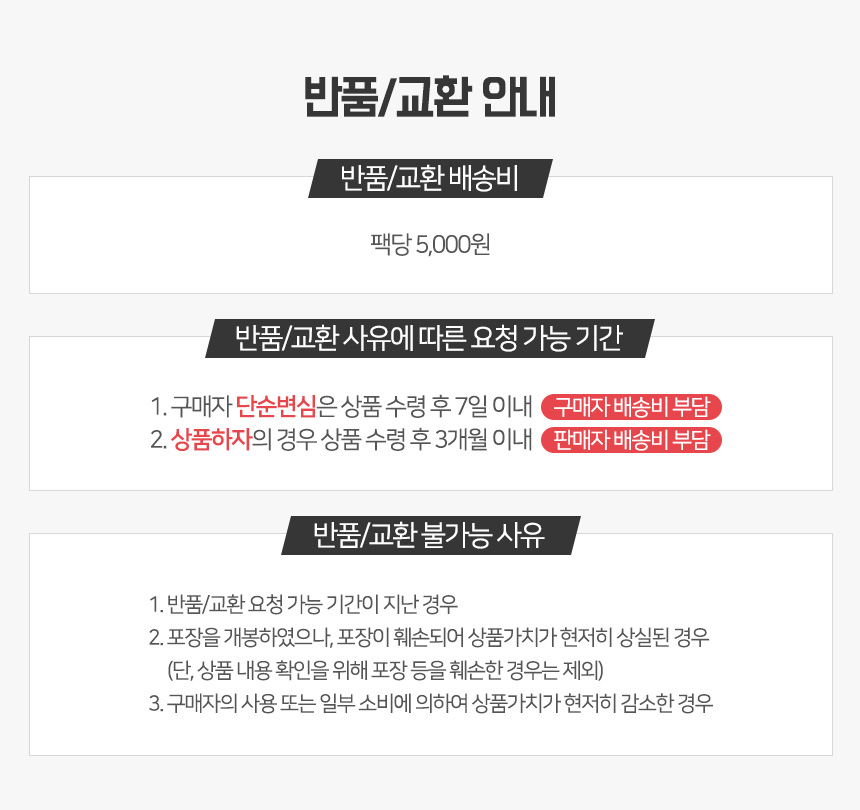 반품/교환 안내
반품/교환 배송비
팩당 5,000원
반품/교환 사유에 따른 요청 가능 기간
1. 구매자 단순변심은 상품 수령 후 7일 이내 구매자 배송비 부담
2. 상품하자의 경우 상품 수령 후 3개월 이내 판매자 배송비 부담
반품/교환 불가능 사유
1. 반품/교환 요청 가능 기간이 지난 경우
2. 포장을 개봉하였으나, 포장이 훼손되어 상품가치가 현저히 상실된 경우
(단, 상품 내용 확인을 위해 포장 등을 훼손한 경우는 제외)
3. 구매자의 사용 또는 일부 소비에 의하여 상품가치가 현저히 감소한 경우